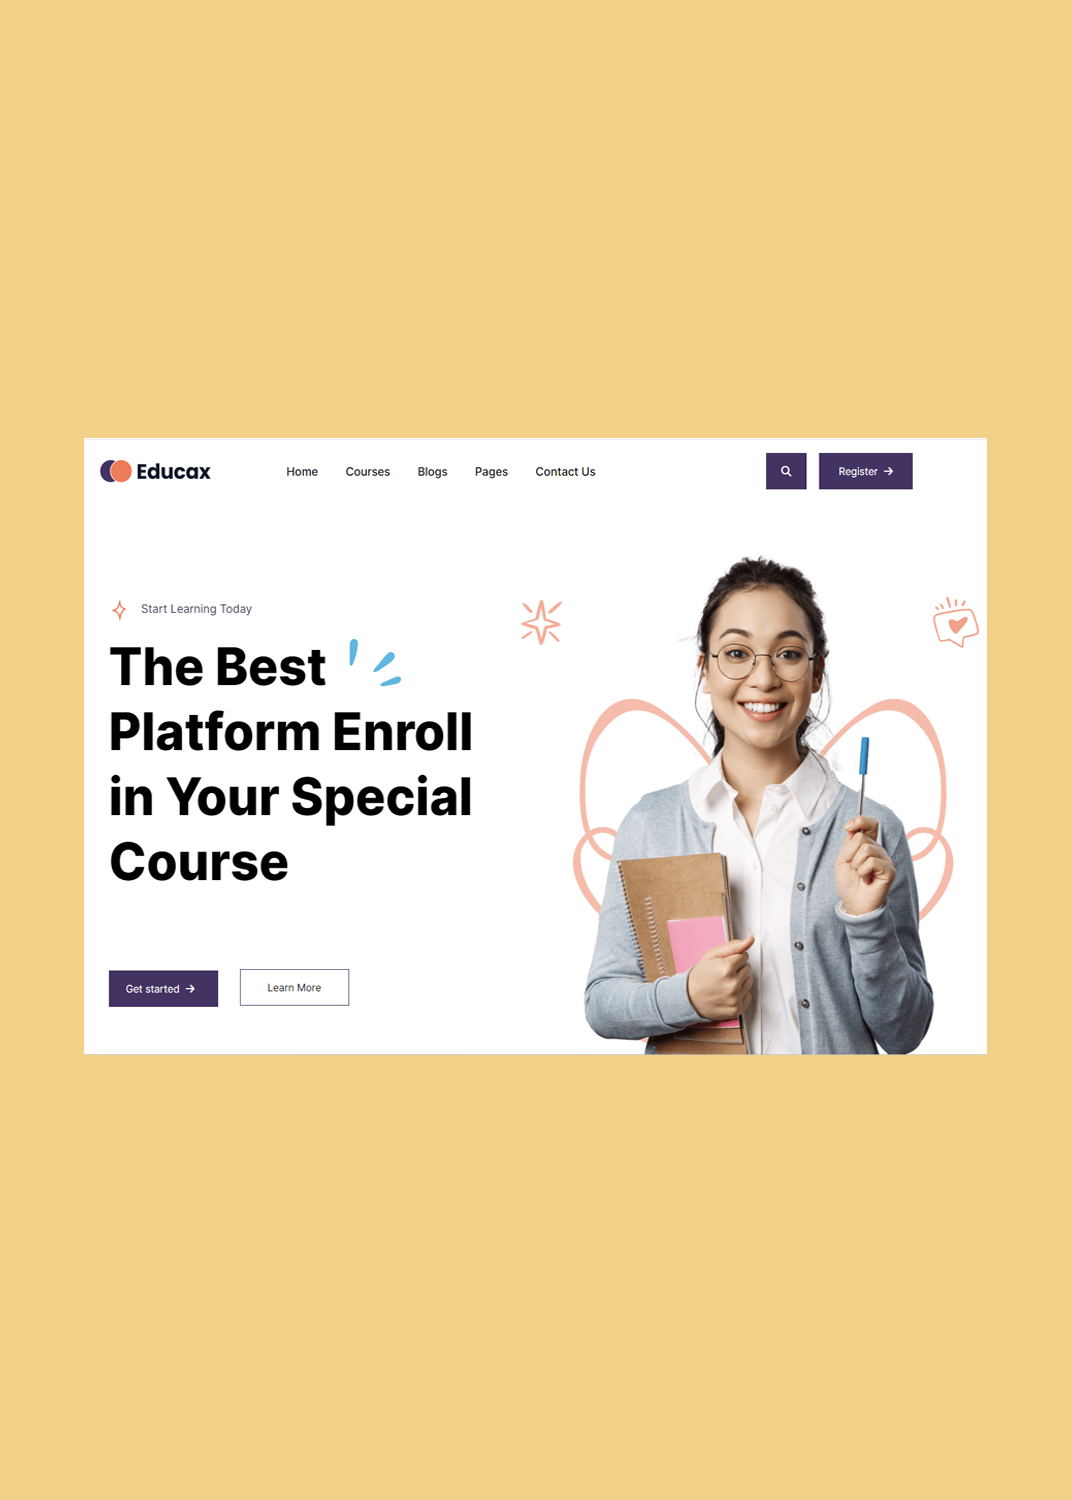 Educax
Home Courses Blogs Pages Contact Us
Register
Start Learning Today
The Best
Platform Enroll
in Your Special
Course
Get started
Learn More